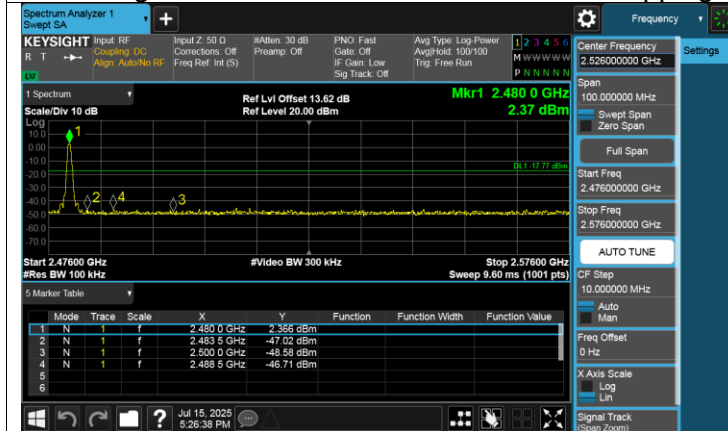 Spectrum Analyzer 1
Swept SA
Frequency
KEYSIGHT
Input: RF
Coupling: DC
Align: Auto/No RF
Input Z: 50 Ω
Corrections: Off
Freq Ref: Int (S)
#Atten: 30 dB
Preamp: Off
PNO: Fast
Gate: Off
IF Gain: Low
Sig Track: Off
Avg Type: Log-Power
Avg|Hold: 100/100
Trig: Free Run
1 2 3 4 5 6
M W W W W W
P N N N N N
R T
Center Frequency
2.526000000 GHz
Settings
1 Spectrum
Scale/Div 10 dB
Ref Lvl Offset 13.62 dB
Ref Level 20.00 dBm
Mkr1 2.480 0 GHz
2.37 dBm
Span
100.000000 MHz
Swept Span
Zero Span
Full Span
Start Freq
2.476000000 GHz
Stop Freq
2.576000000 GHz
AUTO TUNE
CF Step
10.000000 MHz
Auto
Man
Freq Offset
0 Hz
X Axis Scale
Log
Lin
Signal Track
(Span Zoom)
Log
10.0
0.00
-10.0
-20.0
-30.0
-40.0
-50.0
-60.0
-70.0
1
2
4
3
DL1 -17.77 dBm
Start 2.47600 GHz
#Res BW 100 kHz
#Video BW 300 kHz
Stop 2.57600 GHz
Sweep 9.60 ms (1001 pts)
5 Marker Table
Mode Trace Scale X Y Function Function Width Function Value
1 N 1 f 2.480 0 GHz 2.366 dBm
2 N 1 f 2.483 5 GHz -47.02 dBm
3 N 1 f 2.500 0 GHz -48.58 dBm
4 N 1 f 2.488 5 GHz -46.71 dBm
5
6
?
Jul 15, 2025
5:26:38 PM